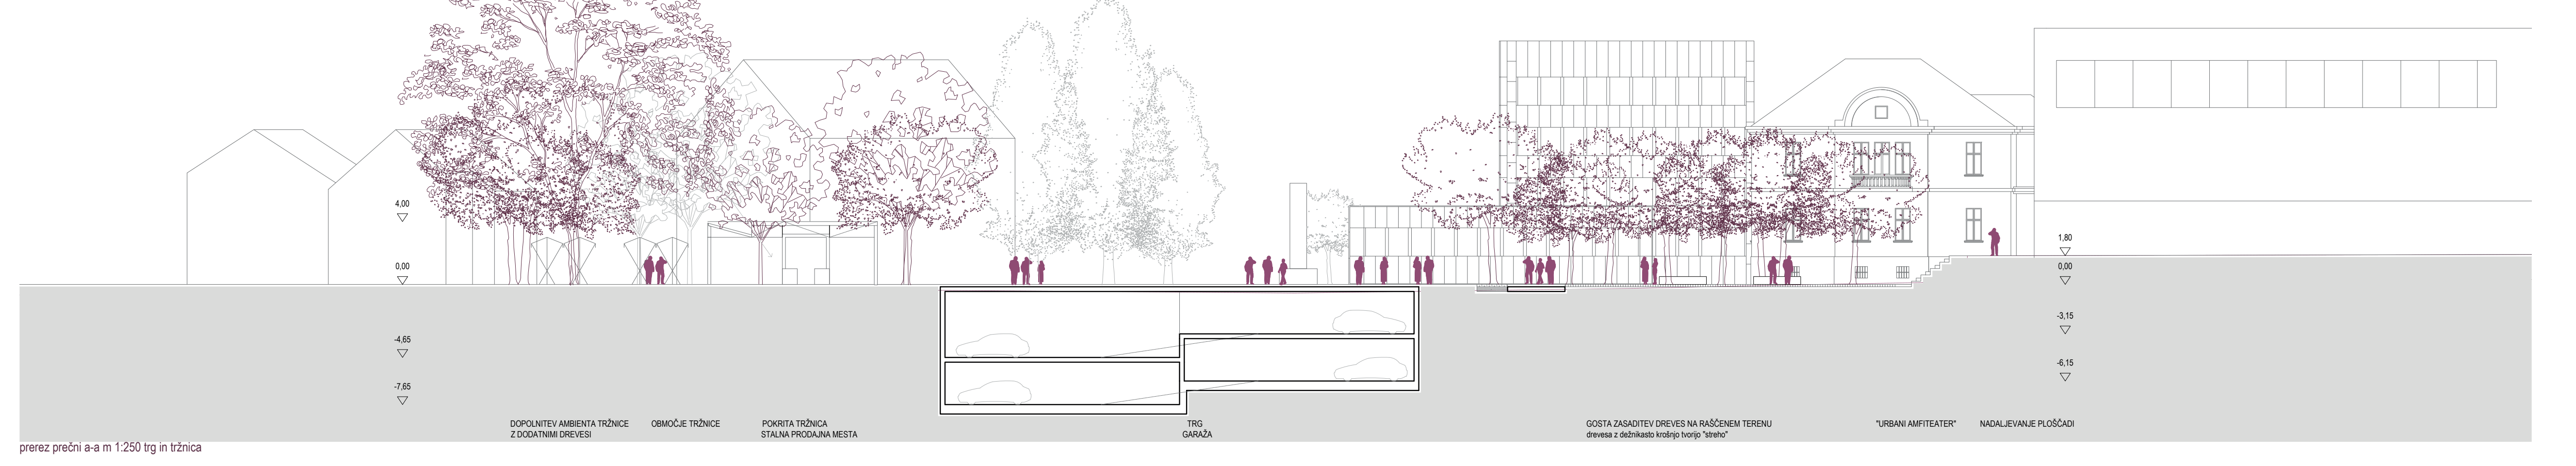 4,00
0,00
-4,65
-7,65
1,80
0,00
-3,15
-6,15
DOPOLNITEV AMBIENTA TRŽNICE
Z DODATNIMI DREVESI
OBMOČJE TRŽNICE
POKRITA TRŽNICA
STALNA PRODAJNA MESTA
TRG
GARAŽA
GOSTA ZASADITEV DREVES NA RAŠČENEM TERENU
drevesa z dežnikasto krošnjo tvorijo "streho"
"URBANI AMFITEATER"
NADALJEVANJE PLOŠČADI
prerez prečni a-a m 1:250 trg in tržnica